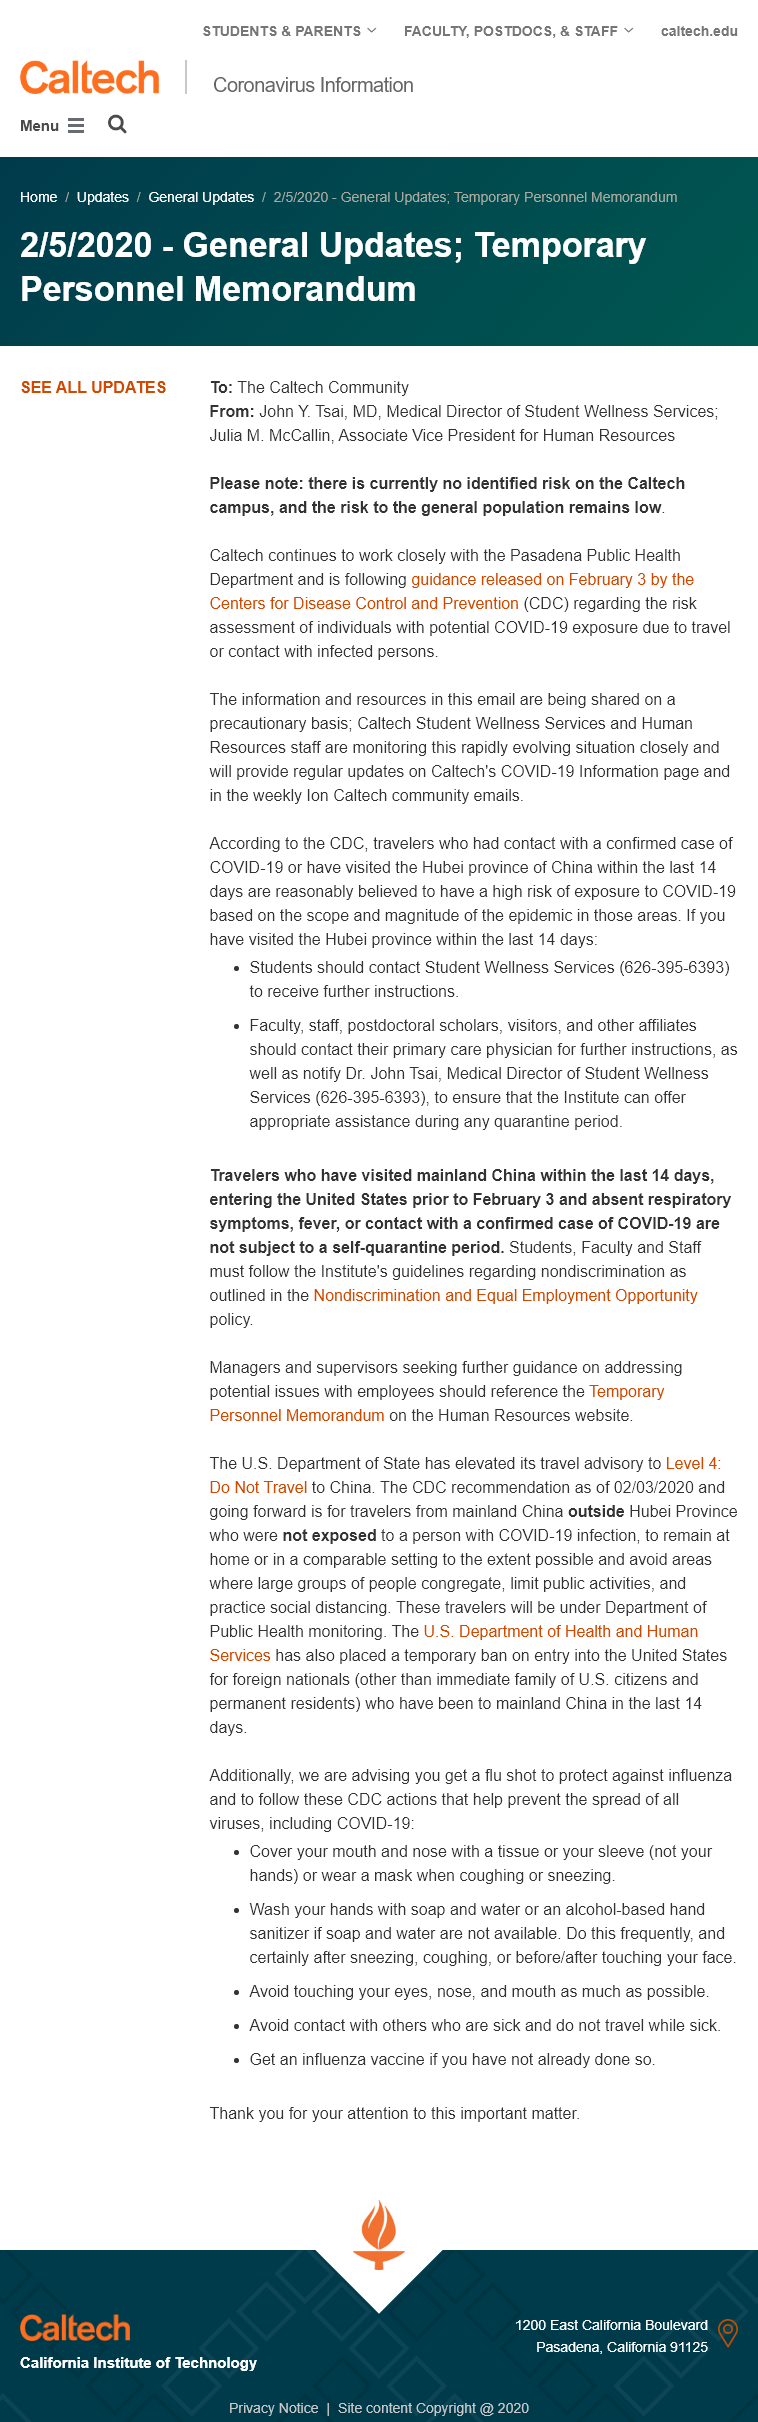 STUDENTS & PARENTS
FACULTY, POSTDOCS, & STAFF
caltech.edu
Caltech
Coronavirus Information
Menu
Home / Updates / General Updates / 2/5/2020 - General Updates; Temporary Personnel Memorandum
2/5/2020 - General Updates; Temporary
Personnel Memorandum
SEE ALL UPDATES
To: The Caltech Community
From: John Y. Tsai, MD, Medical Director of Student Wellness Services;
Julia M. McCallin, Associate Vice President for Human Resources
Please note: there is currently no identified risk on the Caltech
campus, and the risk to the general population remains low.
Caltech continues to work closely with the Pasadena Public Health
Department and is following guidance released on February 3 by the
Centers for Disease Control and Prevention (CDC) regarding the risk
assessment of individuals with potential COVID-19 exposure due to travel
or contact with infected persons.
The information and resources in this email are being shared on a
precautionary basis; Caltech Student Wellness Services and Human
Resources staff are monitoring this rapidly evolving situation closely and
will provide regular updates on Caltech's COVID-19 Information page and
in the weekly Ion Caltech community emails.
According to the CDC, travelers who had contact with a confirmed case of
COVID-19 or have visited the Hubei province of China within the last 14
days are reasonably believed to have a high risk of exposure to COVID-19
based on the scope and magnitude of the epidemic in those areas. If you
have visited the Hubei province within the last 14 days:
• Students should contact Student Wellness Services (626-395-6393)
to receive further instructions.
• Faculty, staff, postdoctoral scholars, visitors, and other affiliates
should contact their primary care physician for further instructions, as
well as notify Dr. John Tsai, Medical Director of Student Wellness
Services (626-395-6393), to ensure that the Institute can offer
appropriate assistance during any quarantine period.
Travelers who have visited mainland China within the last 14 days,
entering the United States prior to February 3 and absent respiratory
symptoms, fever, or contact with a confirmed case of COVID-19 are
not subject to a self-quarantine period. Students, Faculty and Staff
must follow the Institute's guidelines regarding nondiscrimination as
outlined in the Nondiscrimination and Equal Employment Opportunity
policy.
Managers and supervisors seeking further guidance on addressing
potential issues with employees should reference the Temporary
Personnel Memorandum on the Human Resources website.
The U.S. Department of State has elevated its travel advisory to Level 4:
Do Not Travel to China. The CDC recommendation as of 02/03/2020 and
going forward is for travelers from mainland China outside Hubei Province
who were not exposed to a person with COVID-19 infection, to remain at
home or in a comparable setting to the extent possible and avoid areas
where large groups of people congregate, limit public activities, and
practice social distancing. These travelers will be under Department of
Public Health monitoring. The U.S. Department of Health and Human
Services has also placed a temporary ban on entry into the United States
for foreign nationals (other than immediate family of U.S. citizens and
permanent residents) who have been to mainland China in the last 14
days.
Additionally, we are advising you get a flu shot to protect against influenza
and to follow these CDC actions that help prevent the spread of all
viruses, including COVID-19:
• Cover your mouth and nose with a tissue or your sleeve (not your
hands) or wear a mask when coughing or sneezing.
• Wash your hands with soap and water or an alcohol-based hand
sanitizer if soap and water are not available. Do this frequently, and
certainly after sneezing, coughing, or before/after touching your face.
• Avoid touching your eyes, nose, and mouth as much as possible.
• Avoid contact with others who are sick and do not travel while sick.
• Get an influenza vaccine if you have not already done so.
Thank you for your attention to this important matter.
Caltech
California Institute of Technology
1200 East California Boulevard
Pasadena, California 91125
Privacy Notice | Site content Copyright @ 2020